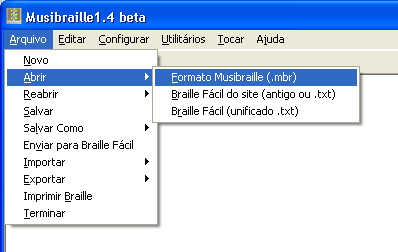 Musibraille1.4 beta
Arquivo Editar Configurar Utilitários Tocar Ajuda
Novo
Abrir
Reabrir
Salvar
Salvar Como
Enviar para Braille Fácil
Importar
Exportar
Imprimir Braille
Terminar
Formato Musibraille (.mbr)
Braille Fácil do site (antigo ou .txt)
Braille Fácil (unificado .txt)